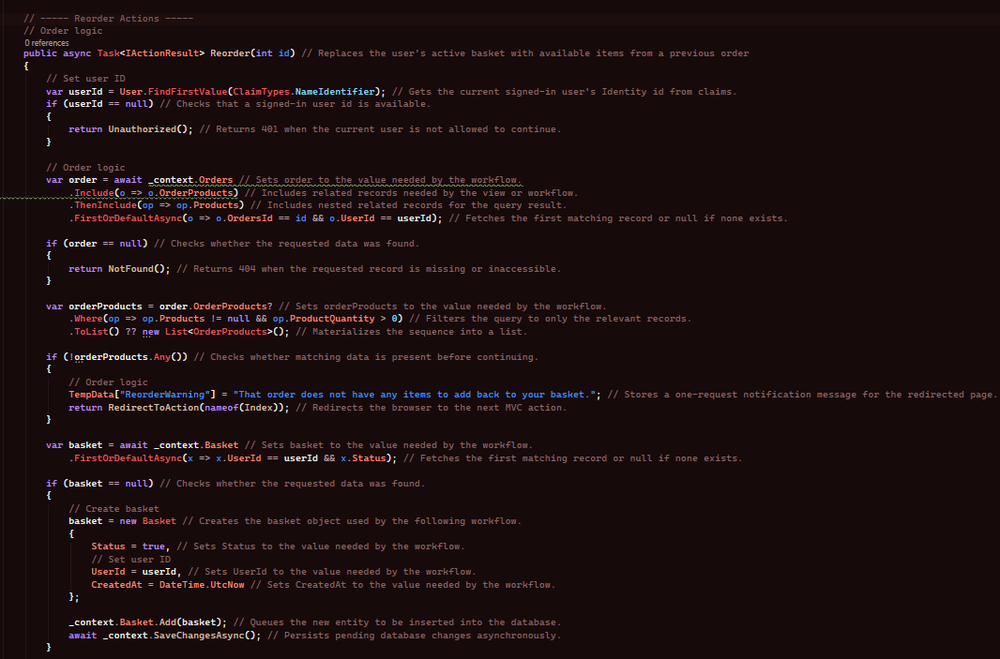 // ----- Reorder Actions -----
// Order logic
0 references
public async Task<IActionResult> Reorder(int id) // Replaces the user's active basket with available items from a previous order
{
// Set user ID
var userId = User.FindFirstValue(ClaimTypes.NameIdentifier); // Gets the current signed-in user's Identity id from claims.
if (userId == null) // Checks that a signed-in user id is available.
{
return Unauthorized(); // Returns 401 when the current user is not allowed to continue.
}
// Order logic
var order = await _context.Orders // Sets order to the value needed by the workflow.
.Include(o => o.OrderProducts) // Includes related records needed by the view or workflow.
.ThenInclude(op => op.Products) // Includes nested related records for the query result.
.FirstOrDefaultAsync(o => o.OrdersId == id && o.UserId == userId); // Fetches the first matching record or null if none exists.
if (order == null) // Checks whether the requested data was found.
{
return NotFound(); // Returns 404 when the requested record is missing or inaccessible.
}
var orderProducts = order.OrderProducts? // Sets orderProducts to the value needed by the workflow.
.Where(op => op.Products != null && op.ProductQuantity > 0) // Filters the query to only the relevant records.
.ToList() ?? new List<OrderProducts>(); // Materializes the sequence into a list.
if (!orderProducts.Any()) // Checks whether matching data is present before continuing.
{
// Order logic
TempData["ReorderWarning"] = "That order does not have any items to add back to your basket."; // Stores a one-request notification message for the redirected page.
return RedirectToAction(nameof(Index)); // Redirects the browser to the next MVC action.
}
var basket = await _context.Basket // Sets basket to the value needed by the workflow.
.FirstOrDefaultAsync(x => x.UserId == userId && x.Status); // Fetches the first matching record or null if none exists.
if (basket == null) // Checks whether the requested data was found.
{
// Create basket
basket = new Basket // Creates the basket object used by the following workflow.
{
Status = true, // Sets Status to the value needed by the workflow.
// Set user ID
UserId = userId, // Sets UserId to the value needed by the workflow.
CreatedAt = DateTime.UtcNow // Sets CreatedAt to the value needed by the workflow.
};
_context.Basket.Add(basket); // Queues the new entity to be inserted into the database.
await _context.SaveChangesAsync(); // Persists pending database changes asynchronously.
}